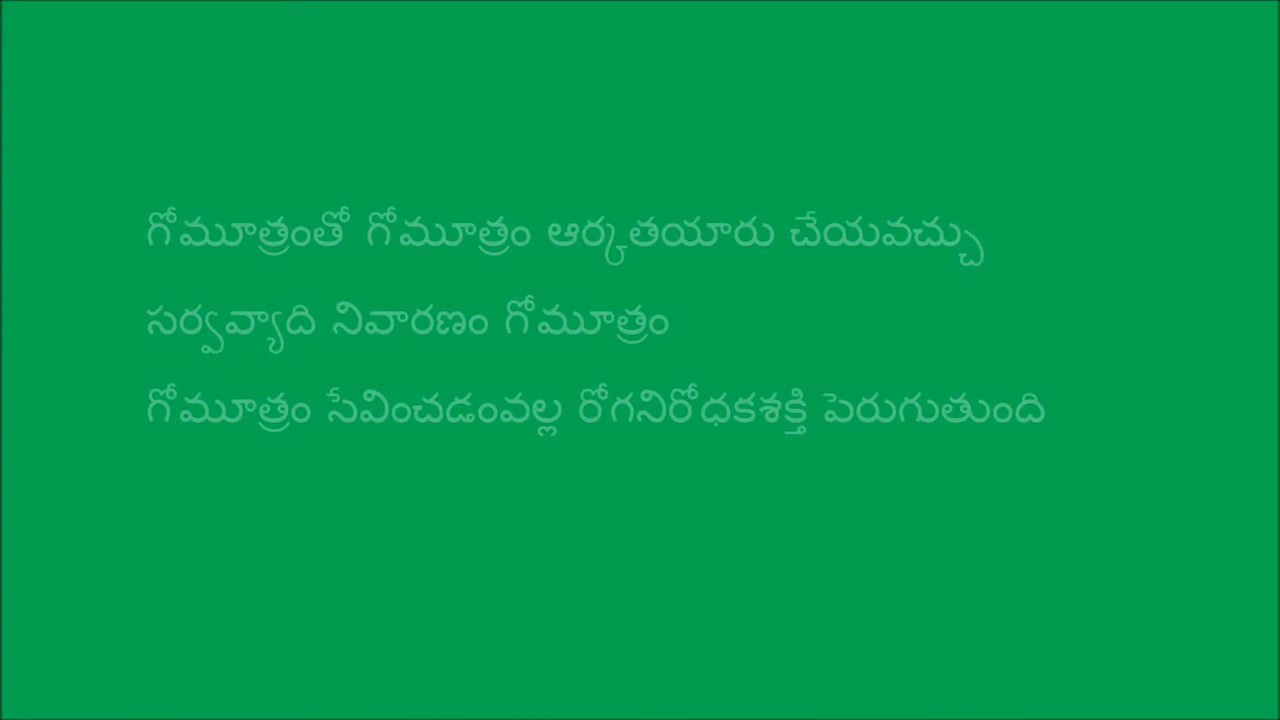 గోమూత్రంతో గోమూత్రం ఆర్కతయారు చేయవచ్చు
సర్వవ్యాది నివారణం గోమూత్రం
గోమూత్రం సేవించడంవల్ల రోగనిరోధకశక్తి పెరుగుతుంది